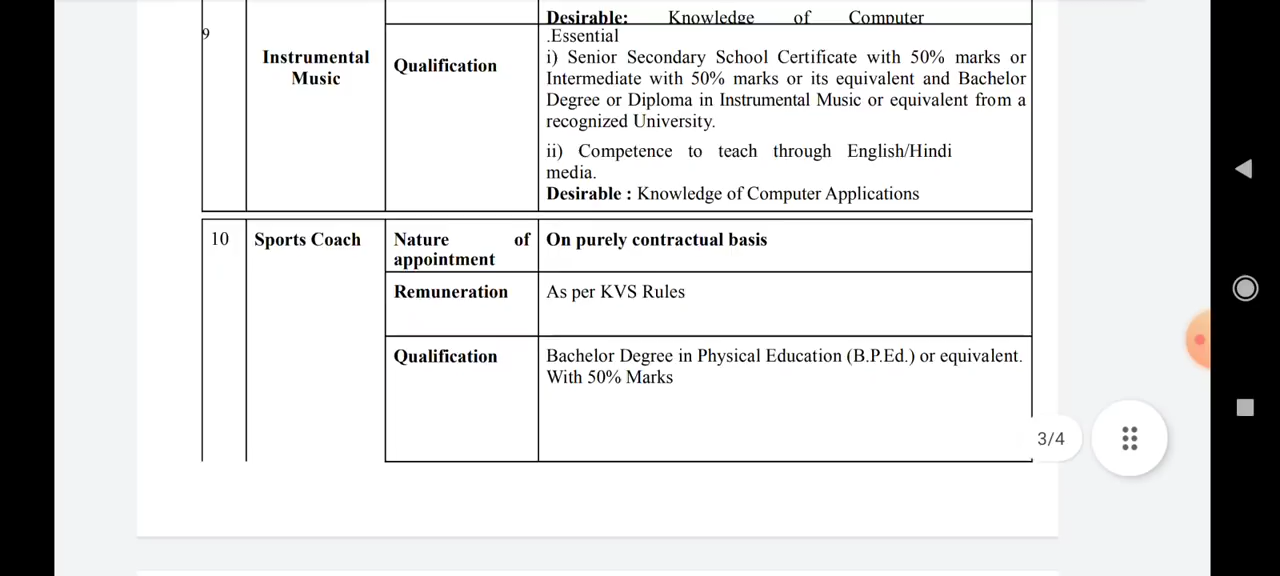 Desirable: Knowledge of Computer
9
.Essential
Instrumental
Music
Qualification
i) Senior Secondary School Certificate with 50% marks or
Intermediate with 50% marks or its equivalent and Bachelor
Degree or Diploma in Instrumental Music or equivalent from a
recognized University.
ii) Competence to teach through English/Hindi
media.
Desirable : Knowledge of Computer Applications
10
Sports Coach
Nature of
appointment
On purely contractual basis
Remuneration
As per KVS Rules
Qualification
Bachelor Degree in Physical Education (B.P.Ed.) or equivalent.
With 50% Marks
3/4